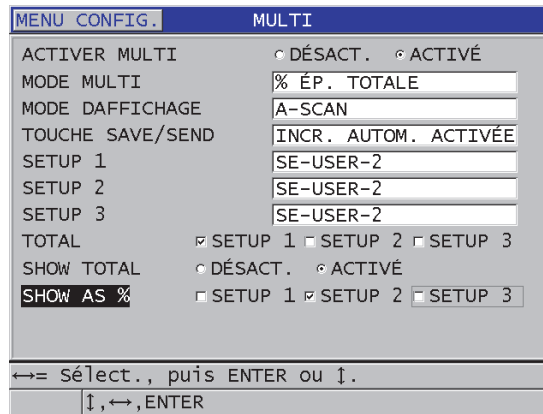 MENU CONFIG. MULTI
ACTIVER MULTI DÉSACT. ACTIVÉ
MODE MULTI % ÉP. TOTALE
MODE DAFFICHAGE A-SCAN
TOUCHE SAVE/SEND INCR. AUTOM. ACTIVÉE
SETUP 1 SE-USER-2
SETUP 2 SE-USER-2
SETUP 3 SE-USER-2
TOTAL SETUP 1 SETUP 2 SETUP 3
SHOW TOTAL DÉSACT. ACTIVÉ
SHOW AS % SETUP 1 SETUP 2 SETUP 3
↔= Sélect., puis ENTER ou ↕.
↕,↔,ENTER